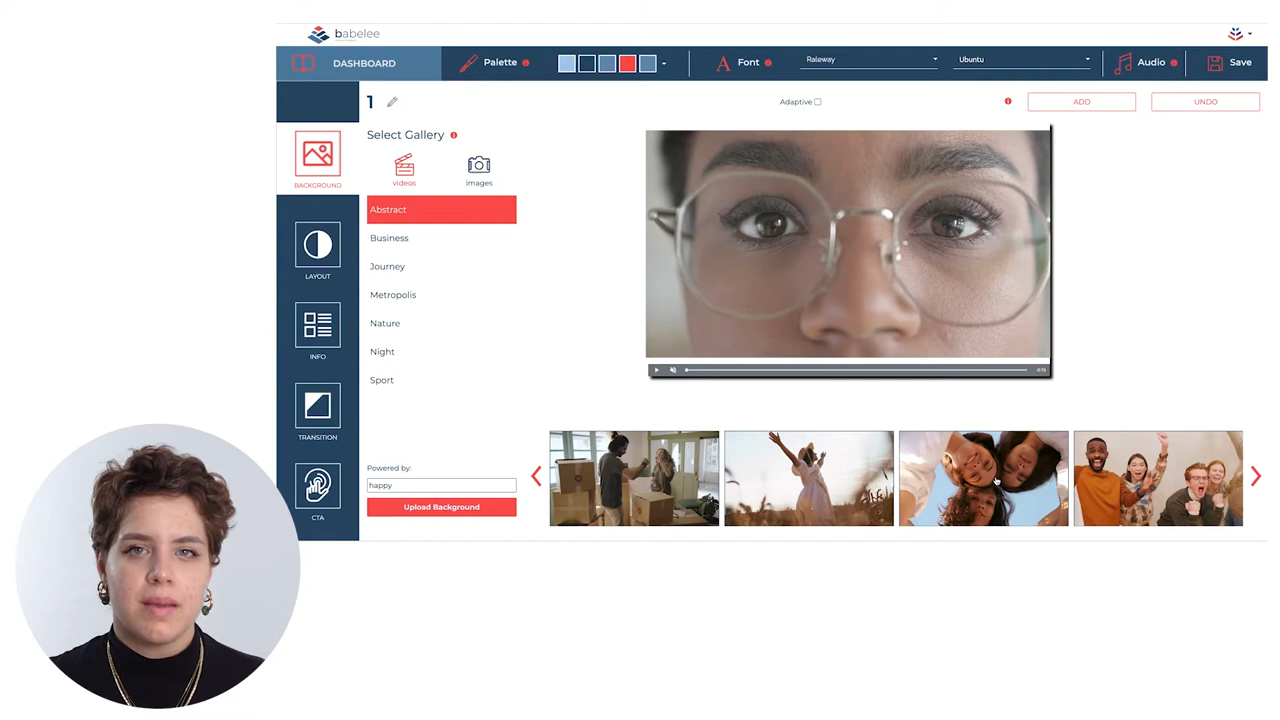 babelee
DASHBOARD
Palette
Font
Raleway
Ubuntu
Audio
Save
1
Adaptive
ADD
UNDO
Select Gallery
videos
images
BACKGROUND
Abstract
Business
Journey
Metropolis
Nature
Night
Sport
LAYOUT
INFO
TRANSITION
CTA
Powered by:
happy
Upload Background